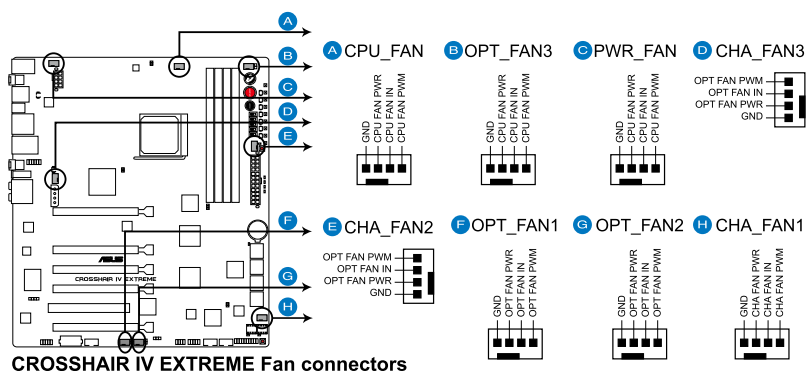 A
B
C
D
E
F
G
H
A CPU_FAN
GND
CPU FAN PWR
CPU FAN IN
CPU FAN PWM
B OPT_FAN3
GND
CPU FAN PWR
CPU FAN IN
CPU FAN PWM
C PWR_FAN
GND
CPU FAN PWR
CPU FAN IN
CPU FAN PWM
D CHA_FAN3
OPT FAN PWM
OPT FAN IN
OPT FAN PWR
GND
E CHA_FAN2
OPT FAN PWM
OPT FAN IN
OPT FAN PWR
GND
F OPT_FAN1
GND
OPT FAN PWR
OPT FAN IN
OPT FAN PWM
G OPT_FAN2
GND
OPT FAN PWR
OPT FAN IN
OPT FAN PWM
H CHA_FAN1
GND
CHA FAN PWR
CHA FAN IN
CHA FAN PWM
ASUS
CROSSHAIR IV EXTREME
CROSSHAIR IV EXTREME Fan connectors